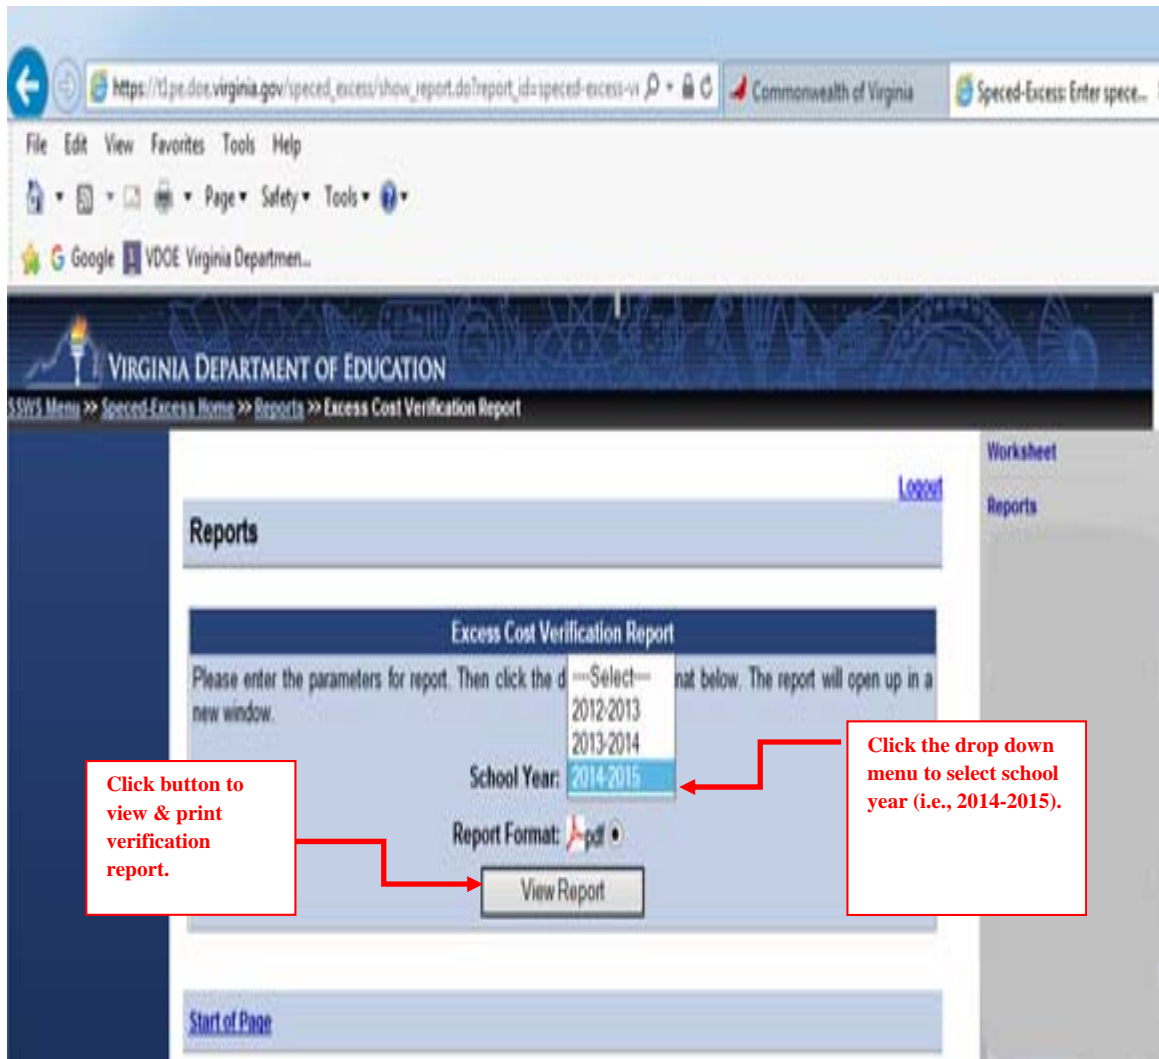 https://t1pe.doe.virginia.gov/speced_excess/show_report.do?report_id=speced-excess-vi
Commonwealth of Virginia
Speced-Excess: Enter spece...
File Edit View Favorites Tools Help
Page Safety Tools
Google VDOE Virginia Departmen...
VIRGINIA DEPARTMENT OF EDUCATION
SSWS Menu >> Speced-Excess Home >> Reports >> Excess Cost Verification Report
Worksheet
Logout
Reports
Reports
Excess Cost Verification Report
Please enter the parameters for report. Then click the d
mat below. The report will open up in a
new window.
---Select---
2012-2013
2013-2014
School Year: 2014-2015
Click the drop down
menu to select school
year (i.e., 2014-2015).
Click button to
view & print
verification
report.
Report Format: pdf
View Report
Start of Page